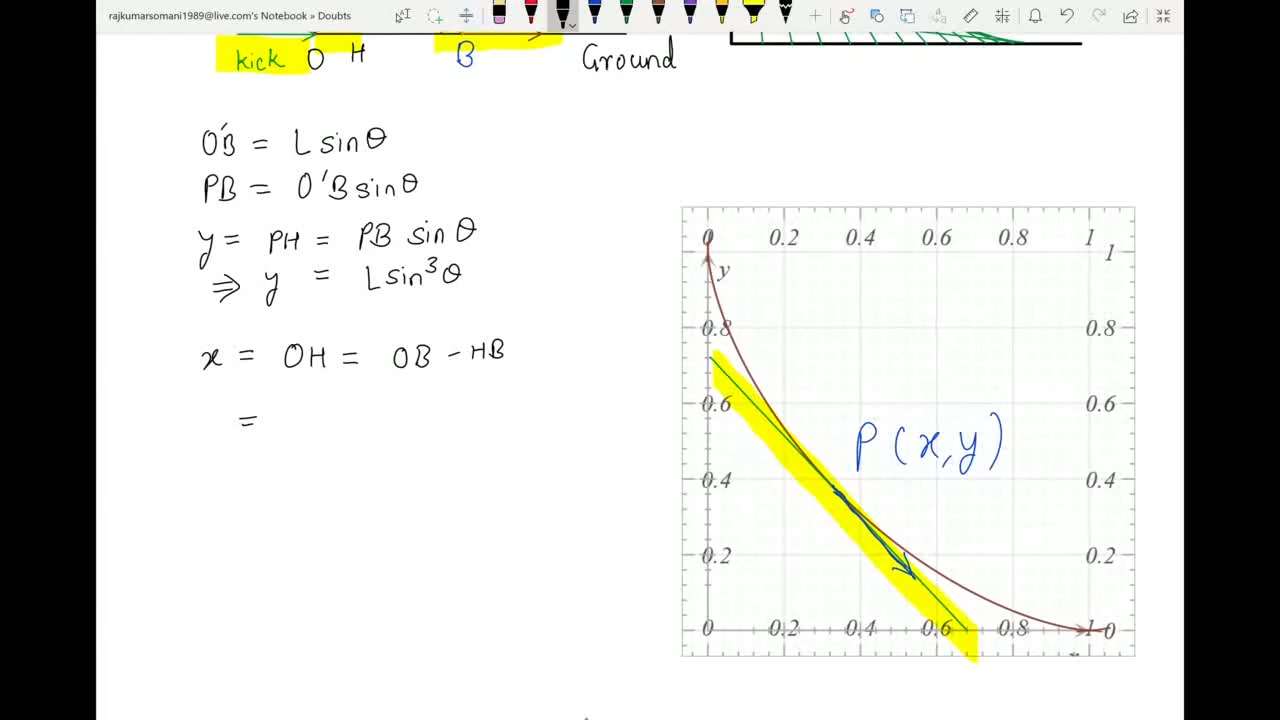 rajkumarsomani1989@live.com's Notebook » Doubts
kick O H B Ground
O'B = L sinθ
PB = O'B sinθ
y = PH = PB sinθ
⇒ y = L sin³θ
x = OH = OB - HB
=
0 0.2 0.4 0.6 0.8 1
1
y
0.8 0.8
0.6 0.6
P(x,y)
0.4 0.4
0.2 0.2
0 0.2 0.4 0.6 0.8 1 0